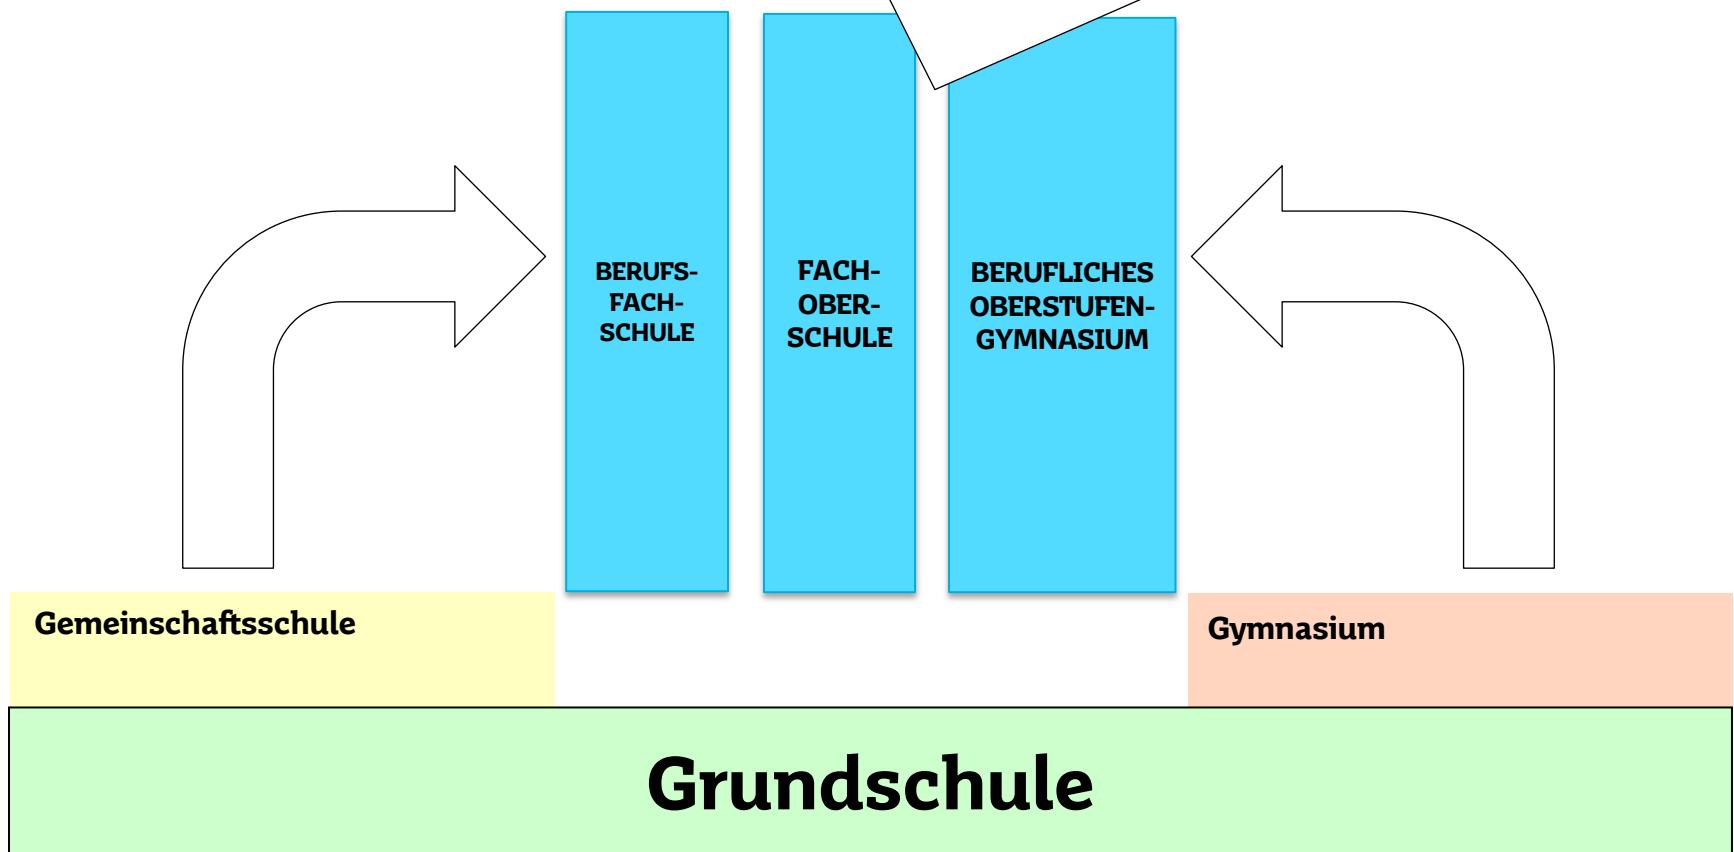 BERUFS-
FACH-
SCHULE
FACH-
OBER-
SCHULE
BERUFLICHES
OBERSTUFEN-
GYMNASIUM
Gemeinschaftsschule
Gymnasium
Grundschule